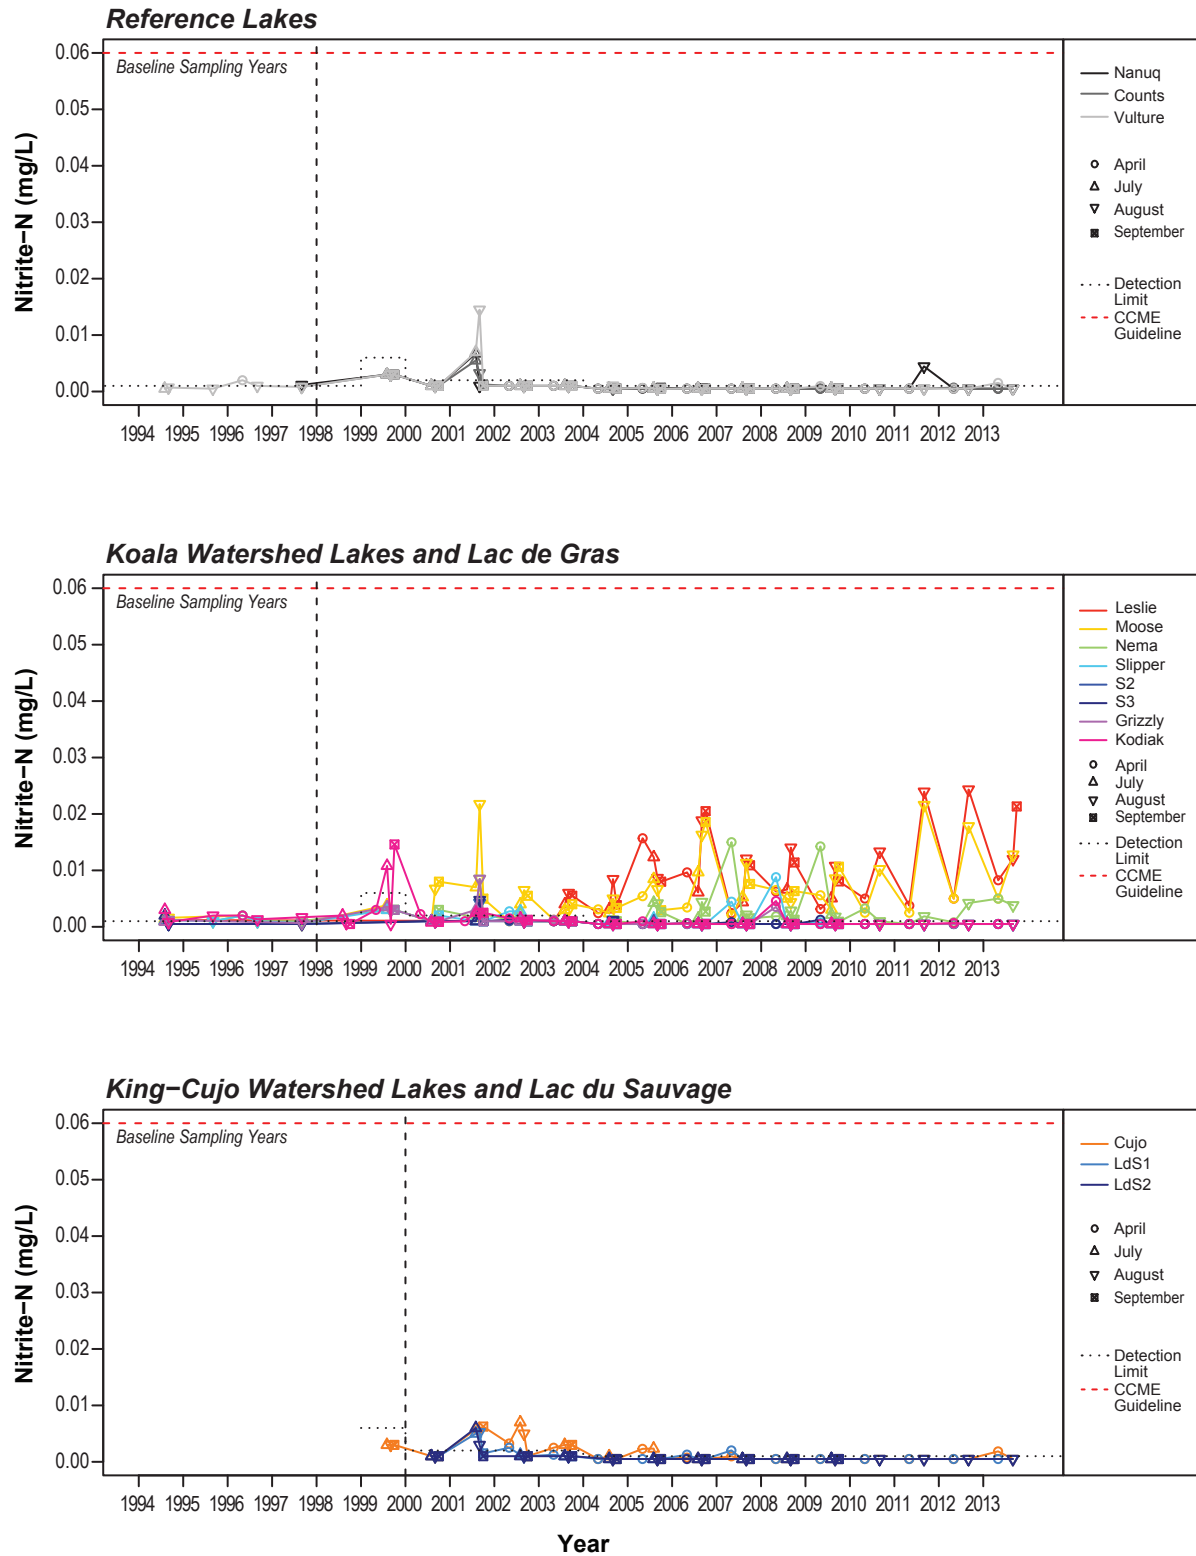 Reference Lakes
Baseline Sampling Years
0.06
0.05
0.04
0.03
0.02
0.01
0.00
Nitrite−N (mg/L)
1994 1995 1996 1997 1998 1999 2000 2001 2002 2003 2004 2005 2006 2007 2008 2009 2010 2011 2012 2013
Nanuq
Counts
Vulture
April
July
August
September
Detection
Limit
CCME
Guideline
Koala Watershed Lakes and Lac de Gras
Baseline Sampling Years
0.06
0.05
0.04
0.03
0.02
0.01
0.00
Nitrite−N (mg/L)
1994 1995 1996 1997 1998 1999 2000 2001 2002 2003 2004 2005 2006 2007 2008 2009 2010 2011 2012 2013
Leslie
Moose
Nema
Slipper
S2
S3
Grizzly
Kodiak
April
July
August
September
Detection
Limit
CCME
Guideline
King−Cujo Watershed Lakes and Lac du Sauvage
Baseline Sampling Years
0.06
0.05
0.04
0.03
0.02
0.01
0.00
Nitrite−N (mg/L)
1994 1995 1996 1997 1998 1999 2000 2001 2002 2003 2004 2005 2006 2007 2008 2009 2010 2011 2012 2013
Cujo
LdS1
LdS2
April
July
August
September
Detection
Limit
CCME
Guideline
Year